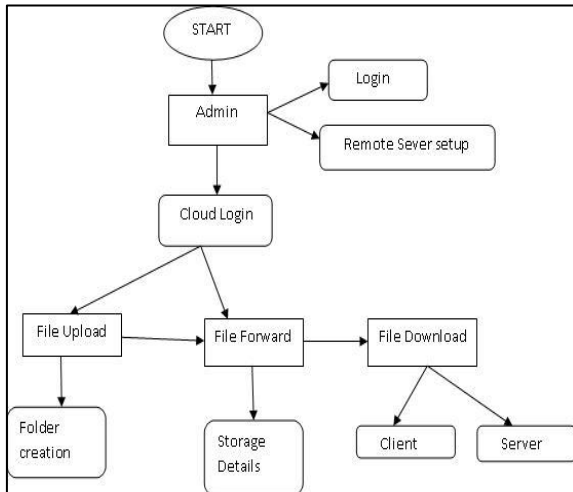 START
Login
Admin
Remote Sever setup
Cloud Login
File Upload
File Forward
File Download
Folder
creation
Storage
Details
Client
Server